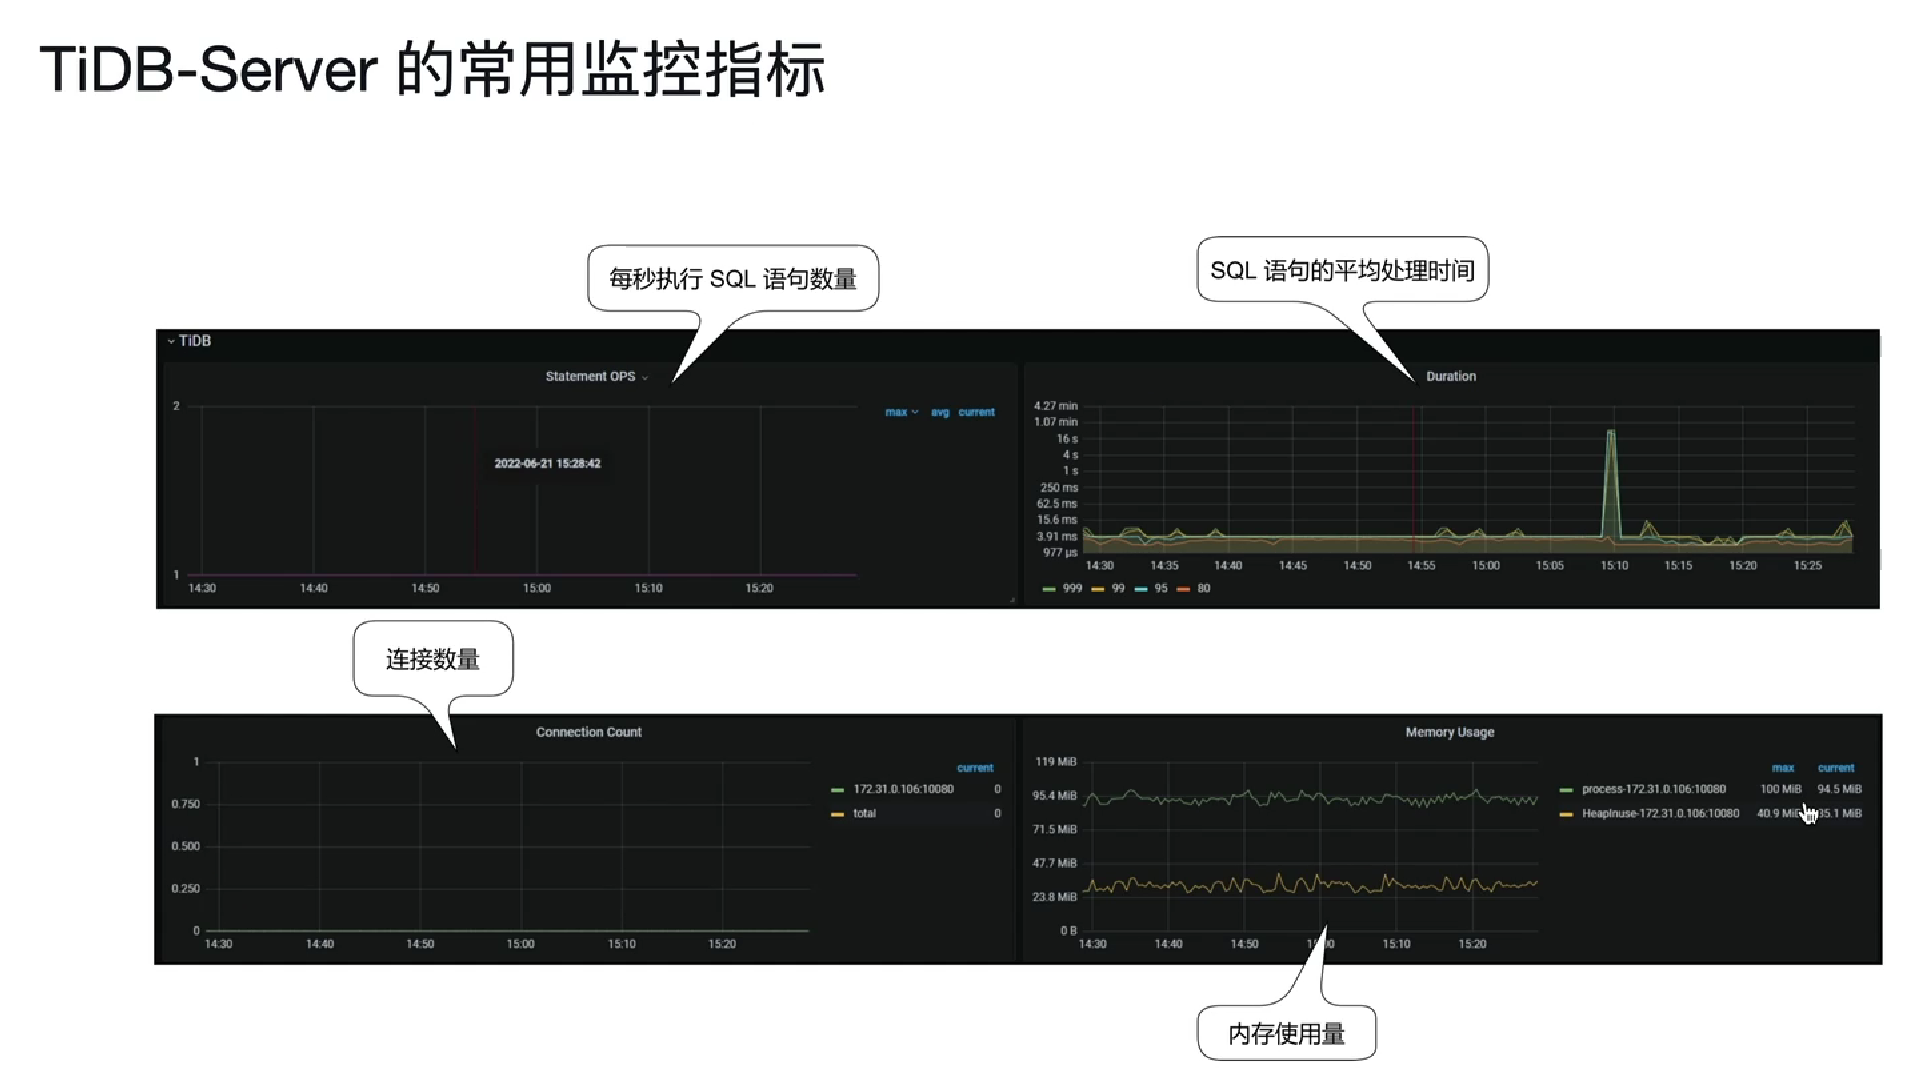 TiDB-Server 的常用监控指标
每秒执行 SQL 语句数量
SQL 语句的平均处理时间
TiDB
Statement OPS
2
1
14:30 14:40 14:50 15:00 15:10 15:20
max avg current
2022-06-21 15:28:42
Duration
4.27 min
1.07 min
16 s
4 s
1 s
250 ms
62.5 ms
15.6 ms
3.91 ms
977 µs
14:30 14:35 14:40 14:45 14:50 14:55 15:00 15:05 15:10 15:15 15:20 15:25
999 99 95 80
连接数量
Connection Count
1
0.750
0.500
0.250
0
14:30 14:40 14:50 15:00 15:10 15:20
current
172.31.0.106:10080 0
total 0
Memory Usage
119 MiB
95.4 MiB
71.5 MiB
47.7 MiB
23.8 MiB
0 B
14:30 14:40 14:50 15:10 15:20
max current
process-172.31.0.106:10080 100 MiB 94.5 MiB
HeapInuse-172.31.0.106:10080 40.9 MiB 35.1 MiB
内存使用量